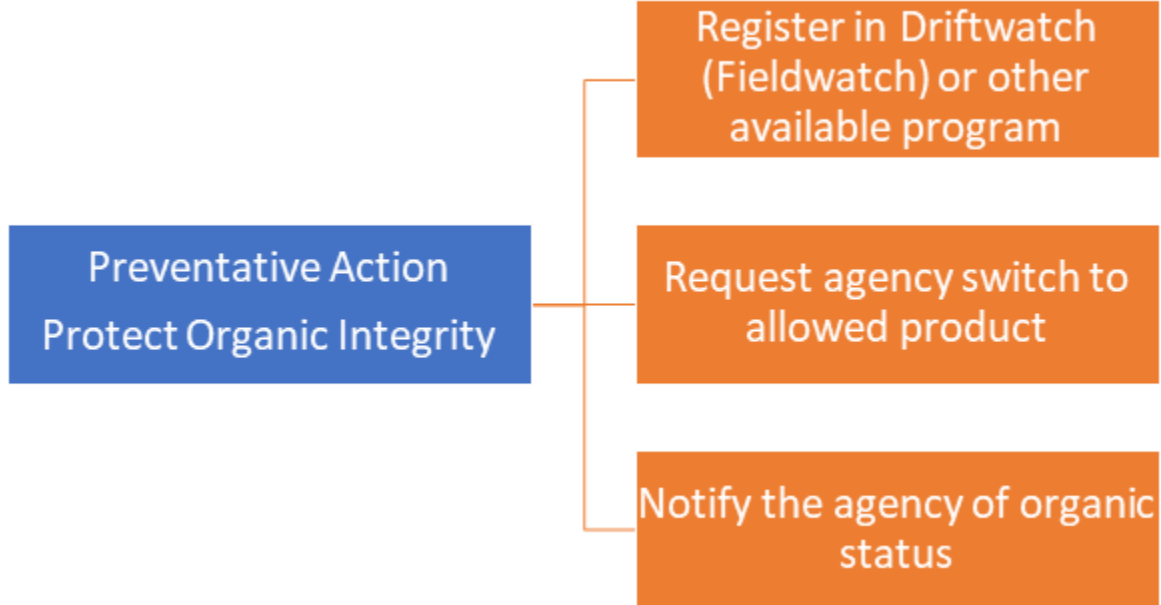 Register in Driftwatch
(Fieldwatch) or other
available program
Preventative Action
Protect Organic Integrity
Request agency switch to
allowed product
Notify the agency of organic
status